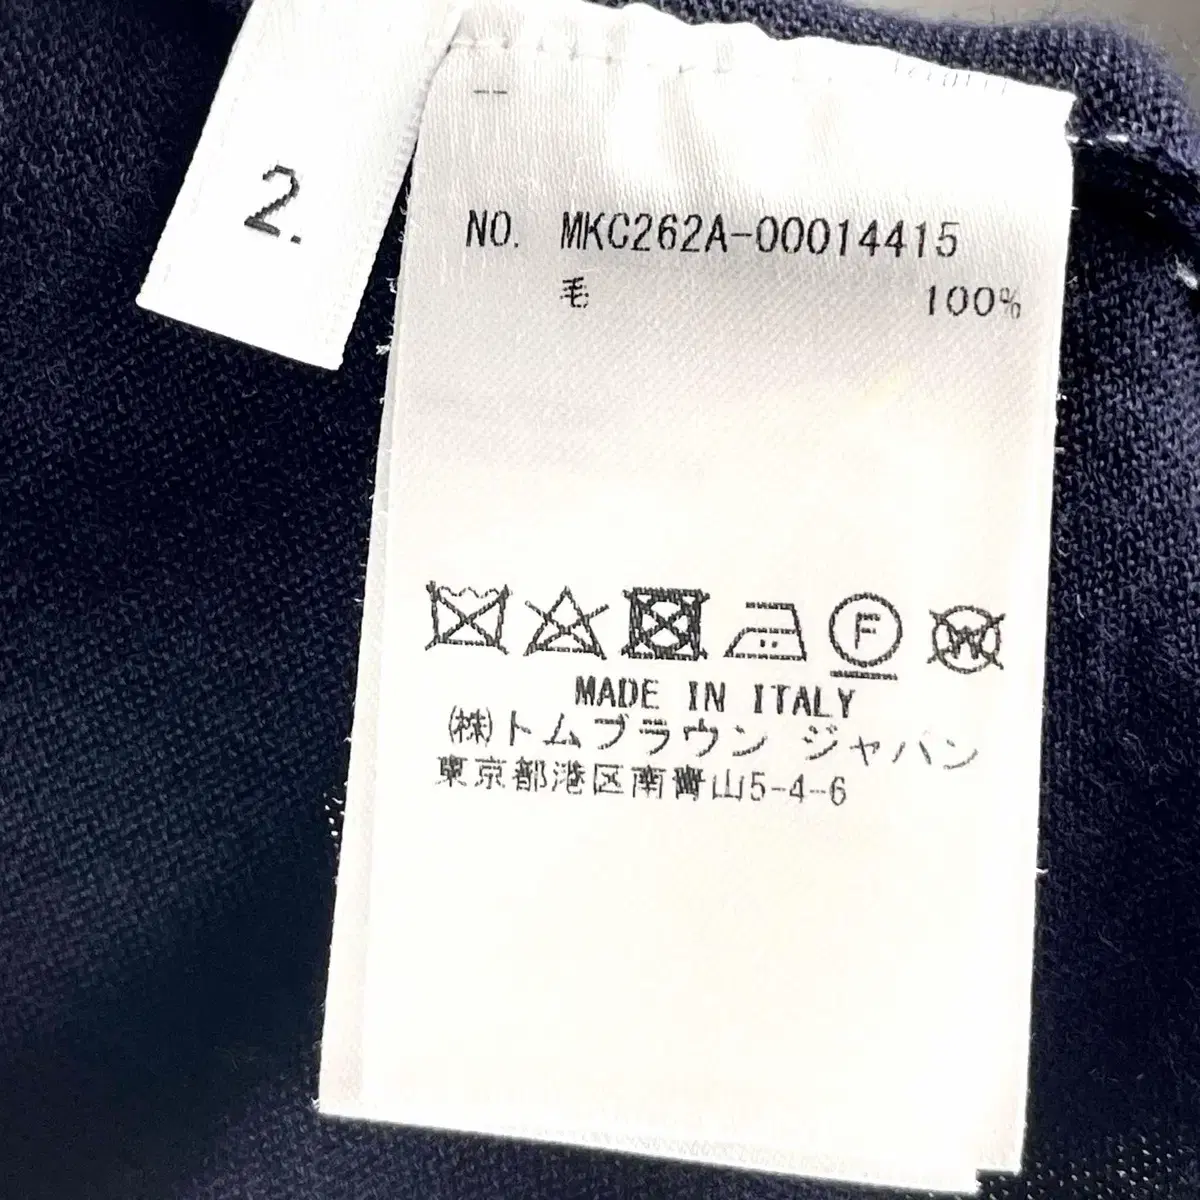 2.
--
NO. MKC262A-00014415
毛 100%
F
W
MADE IN ITALY
(株)トムブラウン ジャパン
東京都港区南青山5-4-6